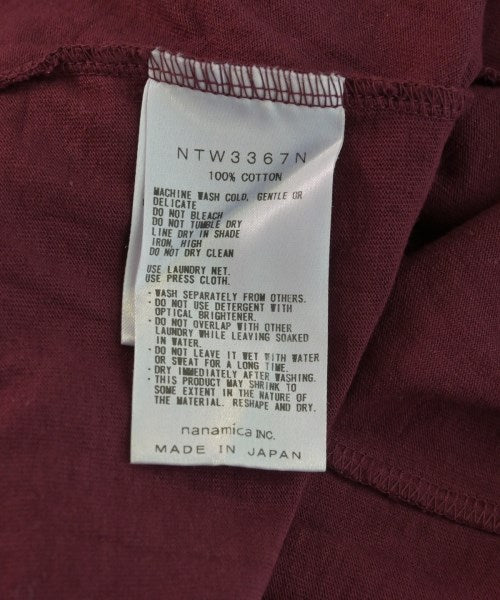 NTW3367N
100% COTTON
MACHINE WASH COLD, GENTLE OR
DELICATE
DO NOT BLEACH
DO NOT TUMBLE DRY
LINE DRY IN SHADE
IRON, HIGH
DO NOT DRY CLEAN
USE LAUNDRY NET.
USE PRESS CLOTH.
・WASH SEPARATELY FROM OTHERS.
・DO NOT USE DETERGENT WITH
OPTICAL BRIGHTENER.
・DO NOT OVERLAP WITH OTHER
LAUNDRY WHILE LEAVING SOAKED
IN WATER.
・DO NOT LEAVE IT WET WITH WATER
OR SWEAT FOR A LONG TIME.
・DRY IMMEDIATELY AFTER WASHING.
・THIS PRODUCT MAY SHRINK TO
SOME EXTENT IN THE NATURE OF
THE MATERIAL. RESHAPE AND DRY.
nanamica INC.
MADE IN JAPAN